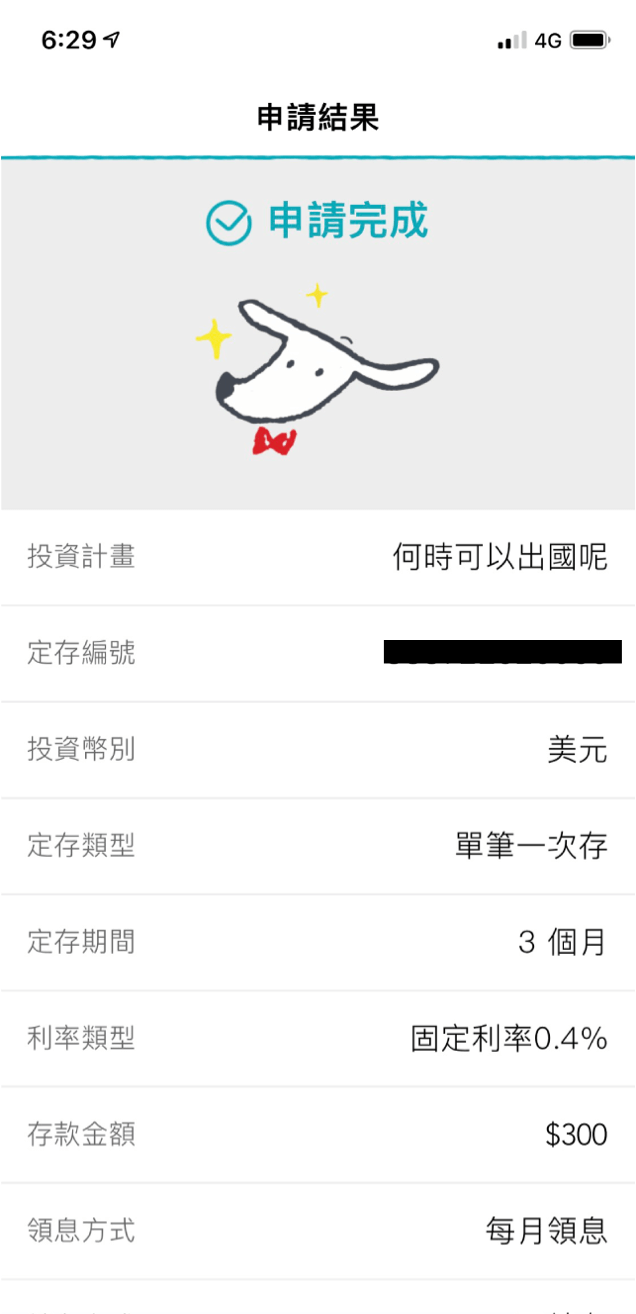 6:29
4G
申請結果
申請完成
投資計畫 何時可以出國呢
定存編號
投資幣別 美元
定存類型 單筆一次存
定存期間 3 個月
利率類型 固定利率0.4%
存款金額 $300
領息方式 每月領息